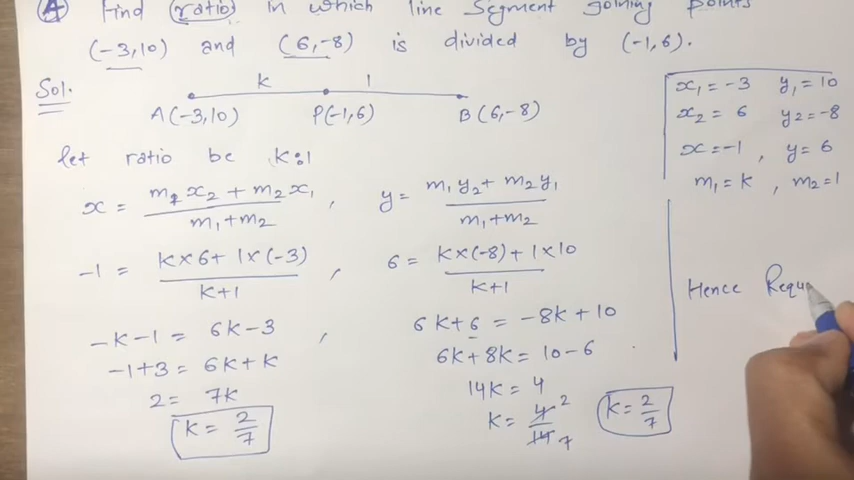 (4) Find ratio in which line Segment joining points
(-3,10) and (6,-8) is divided by (-1,6).
Sol.
K 1
A(-3,10) P(-1,6) B(6,-8)
let ratio be K:1
x = m1x2 + m2x1 / m1+m2 , y = m1y2 + m2y1 / m1+m2
-1 = K×6+ 1×(-3) / K+1 , 6 = K×(-8) + 1×10 / K+1
-K-1 = 6K-3 , 6K+6 = -8K+10
-1+3 = 6K+K 6K+8K = 10-6
2 = 7K 14K = 4
K = 2/7 K = 4/14 2 7 K = 2/7
x1 = -3 y1 = 10
x2 = 6 y2 = -8
x = -1 , y = 6
m1 = K , m2 = 1
Hence Requ